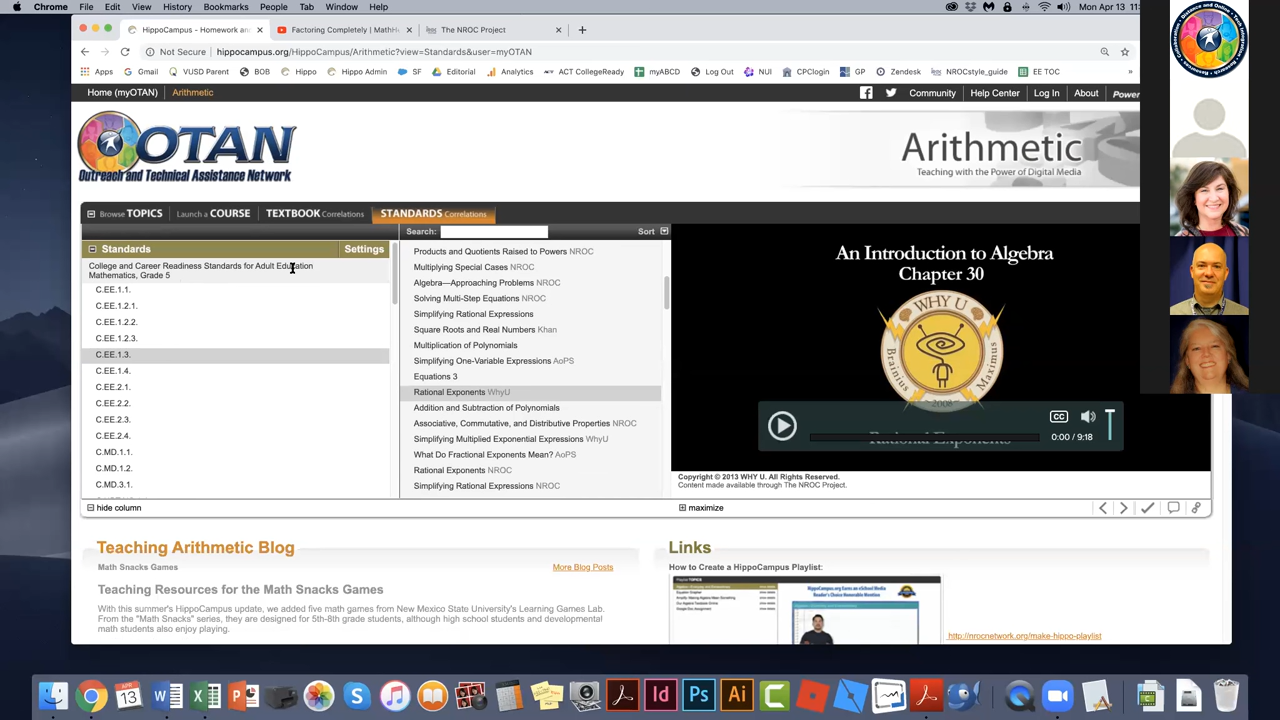 Chrome File Edit View History Bookmarks People Tab Window Help Mon Apr 13
HippoCampus - Homework an
Factoring Completely | MathH
The NROC Project
Not Secure hippocampus.org/HippoCampus/Arithmetic?view=Standards&user=myOTAN
Apps Gmail VUSD Parent BOB Hippo Hippo Admin SF Editorial Analytics ACT CollegeReady myABCD Log Out NUI CPClogin GP Zendesk NROCstyle_guide EE TOC »
Home (myOTAN) Arithmetic Community Help Center Log In About Power
OTAN
Outreach and Technical Assistance Network
Arithmetic
Teaching with the Power of Digital Media
Browse TOPICS Launch a COURSE TEXTBOOK Correlations STANDARDS Correlations
Search: Sort
Standards Settings
College and Career Readiness Standards for Adult Education
Mathematics, Grade 5
C.EE.1.1.
C.EE.1.2.1.
C.EE.1.2.2.
C.EE.1.2.3.
C.EE.1.3.
C.EE.1.4.
C.EE.2.1.
C.EE.2.2.
C.EE.2.3.
C.EE.2.4.
C.MD.1.1.
C.MD.1.2.
C.MD.3.1.
Products and Quotients Raised to Powers NROC
Multiplying Special Cases NROC
Algebra—Approaching Problems NROC
Solving Multi-Step Equations NROC
Simplifying Rational Expressions
Square Roots and Real Numbers Khan
Multiplication of Polynomials
Simplifying One-Variable Expressions AoPS
Equations 3
Rational Exponents WhyU
Addition and Subtraction of Polynomials
Associative, Commutative, and Distributive Properties NROC
Simplifying Multiplied Exponential Expressions WhyU
What Do Fractional Exponents Mean? AoPS
Rational Exponents NROC
Simplifying Rational Expressions NROC
An Introduction to Algebra
Chapter 30
WHY U
Brainius Maximus
2008
Rational Exponents
CC
0:00 / 9:18
Copyright © 2013 WHY U. All Rights Reserved.
Content made available through The NROC Project.
hide column
maximize
Teaching Arithmetic Blog
Math Snacks Games More Blog Posts
Teaching Resources for the Math Snacks Games
With the summer's HippoCampus update, we added five math games from New Mexico State University's Learning Games Lab.
From the "Math Snacks" series, they are designed for 5th-8th grade students, although high school students and developmental
math students also enjoy playing.
Links
How to Create a HippoCampus Playlist:
http://nrocnetwork.org/make-hippo-playlist
APR
13
Id
Ps
Ai